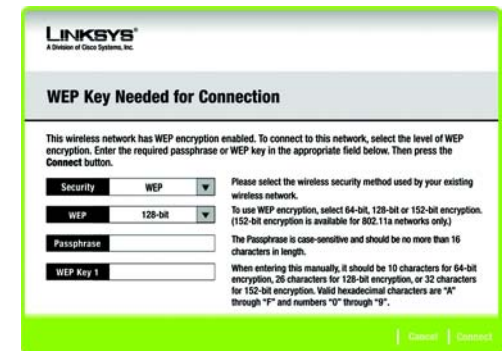 LINKSYS®
A Division of Cisco Systems, Inc.
WEP Key Needed for Connection
This wireless network has WEP encryption enabled. To connect to this network, select the level of WEP
encryption. Enter the required passphrase or WEP key in the appropriate field below. Then press the
Connect button.
Security WEP
Please select the wireless security method used by your existing
wireless network.
WEP 128-bit
To use WEP encryption, select 64-bit, 128-bit or 152-bit encryption.
(152-bit encryption is available for 802.11a networks only.)
Passphrase
The Passphrase is case-sensitive and should be no more than 16
characters in length.
WEP Key 1
When entering this manually, it should be 10 characters for 64-bit
encryption, 26 characters for 128-bit encryption, or 32 characters
for 152-bit encryption. Valid hexadecimal characters are "A"
through "F" and numbers "0" through "9".
Cancel Connect